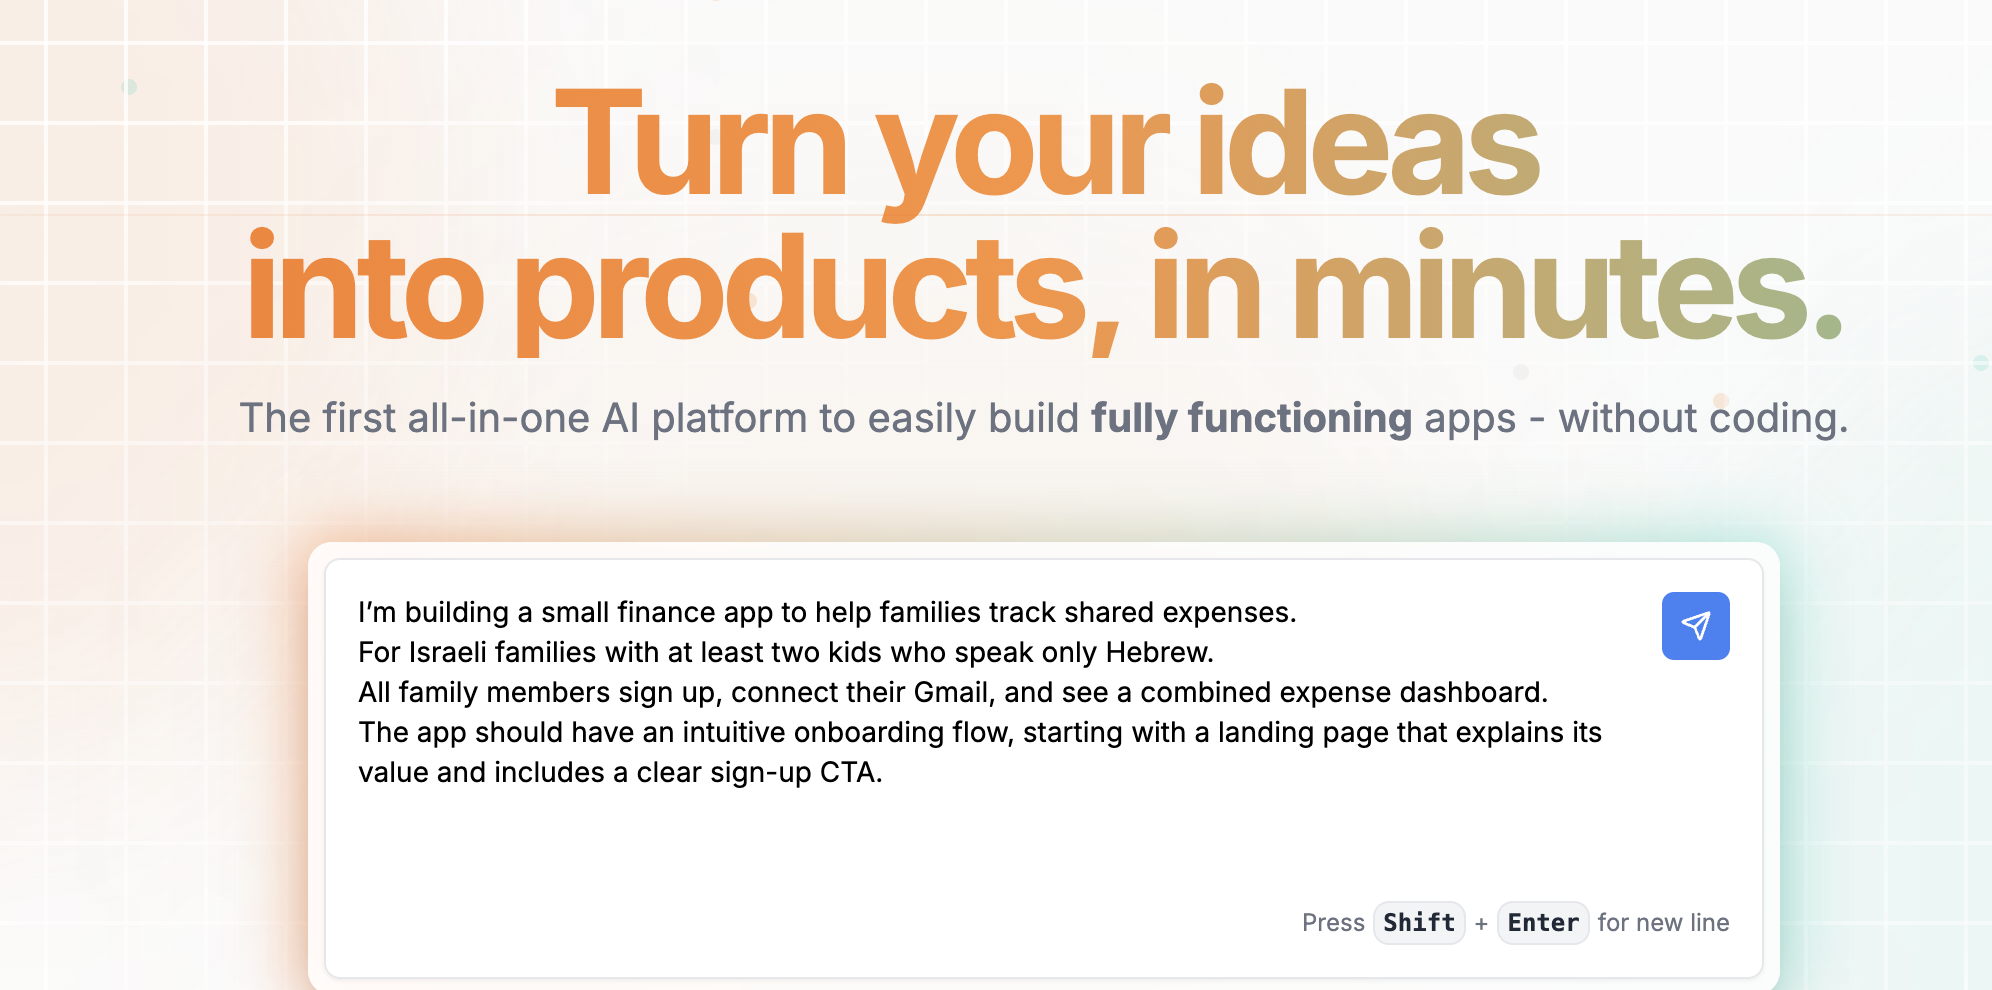 Turn your ideas
into products, in minutes.
The first all-in-one AI platform to easily build fully functioning apps - without coding.
I’m building a small finance app to help families track shared expenses.
For Israeli families with at least two kids who speak only Hebrew.
All family members sign up, connect their Gmail, and see a combined expense dashboard.
The app should have an intuitive onboarding flow, starting with a landing page that explains its
value and includes a clear sign-up CTA.
Press Shift + Enter for new line